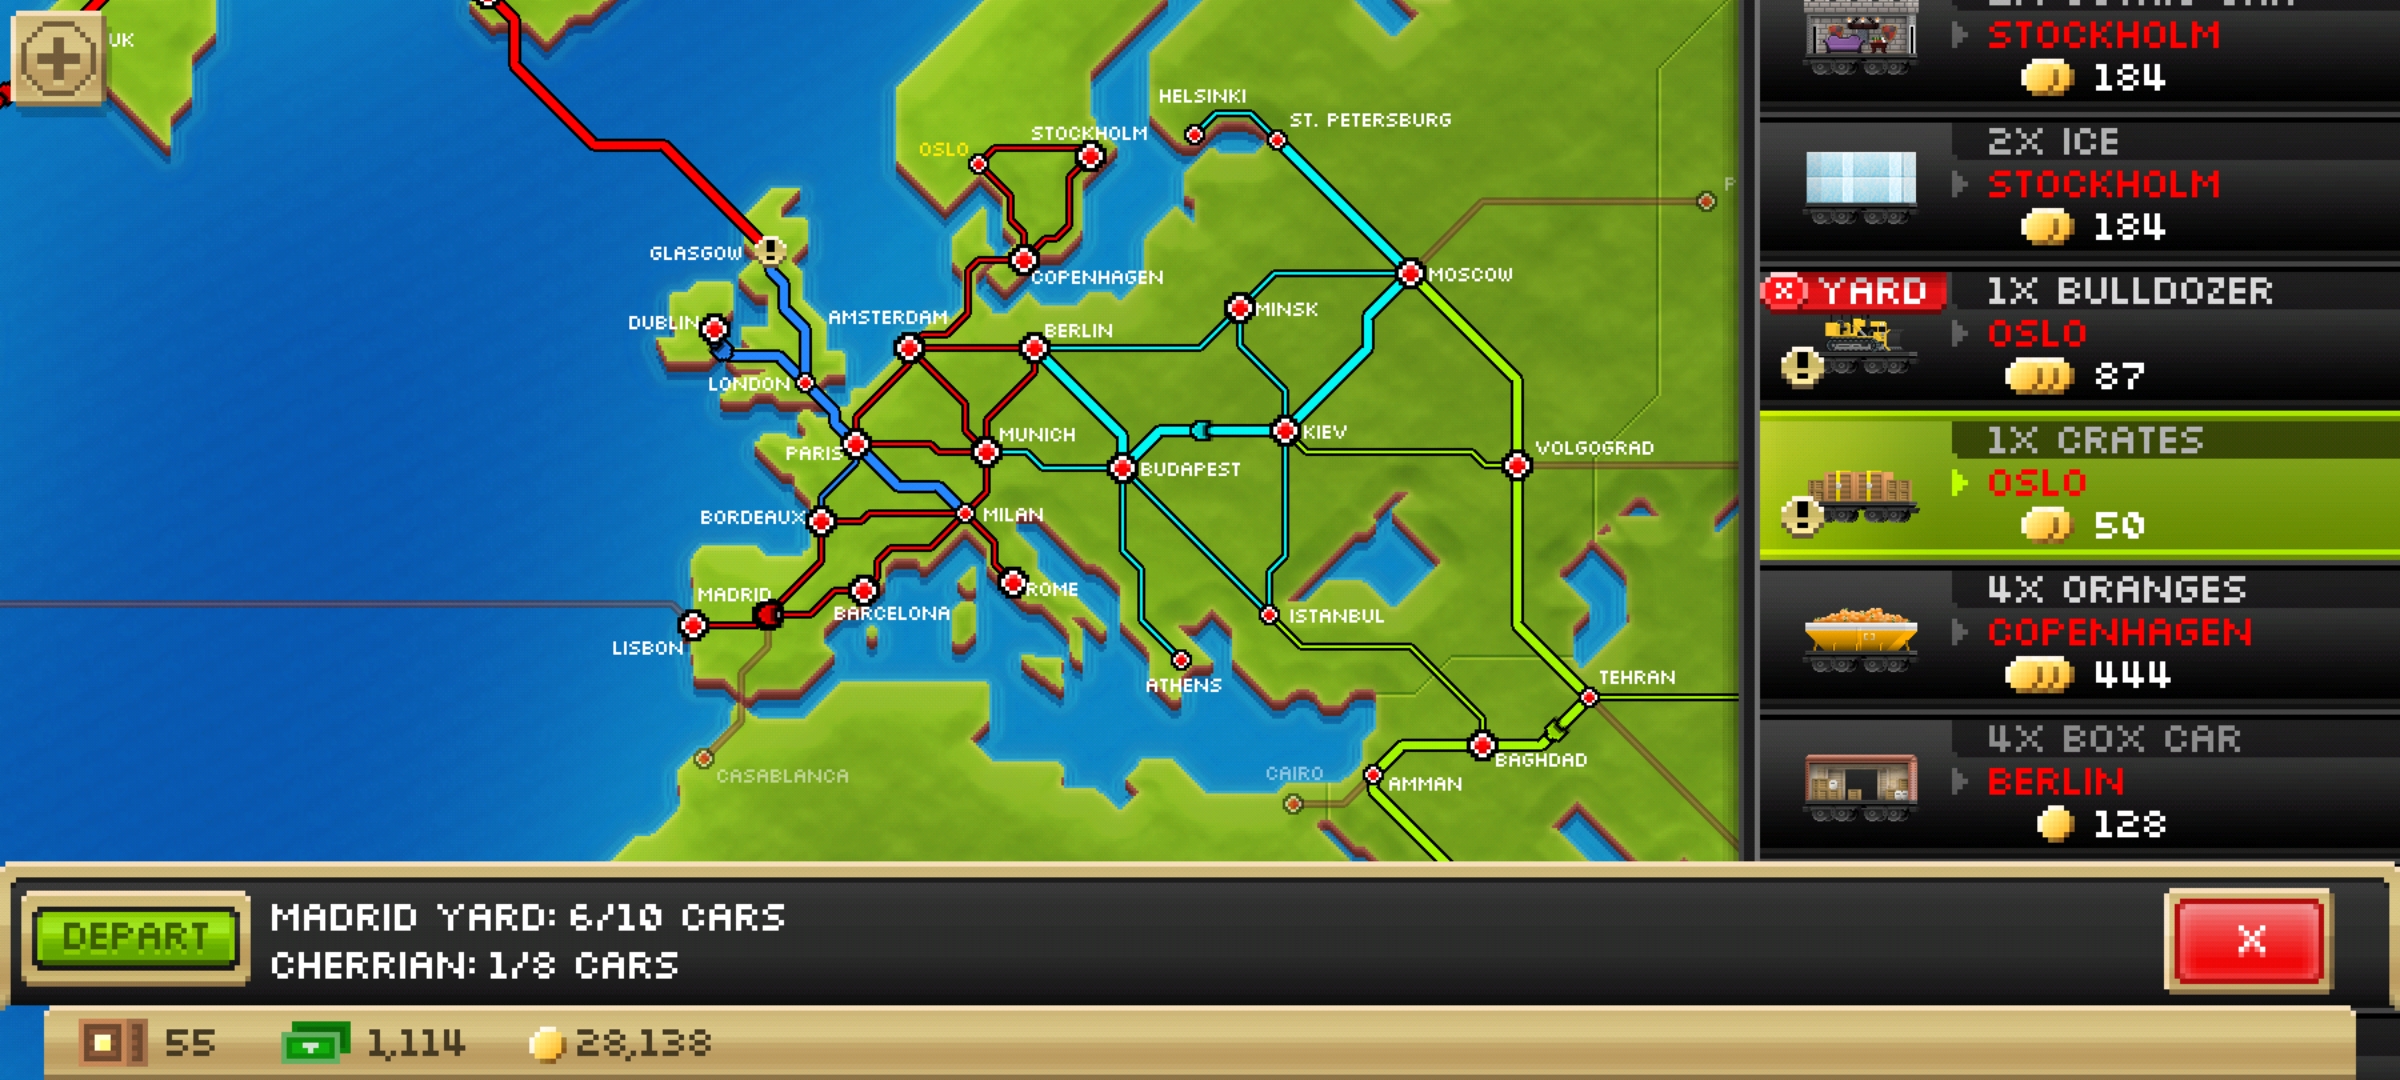 UK
HELSINKI
ST. PETERSBURG
STOCKHOLM
OSLO
GLASGOW
MOSCOW
COPENHAGEN
MINSK
AMSTERDAM
DUBLIN
BERLIN
LONDON
MUNICH
KIEV
PARIS
VOLGOGRAD
BUDAPEST
BORDEAUX
MILAN
MADRID
ROME
BARCELONA
ISTANBUL
LISBON
ATHENS
TEHRAN
BAGHDAD
CASABLANCA
CAIRO
AMMAN
STOCKHOLM
184
2X ICE
STOCKHOLM
184
X YARD
1X BULLDOZER
OSLO
! 87
1X CRATES
OSLO
! 50
4X ORANGES
COPENHAGEN
444
4X BOX CAR
BERLIN
128
DEPART
MADRID YARD: 6/10 CARS
CHERRIAN: 1/8 CARS
X
55 1,114 28,138